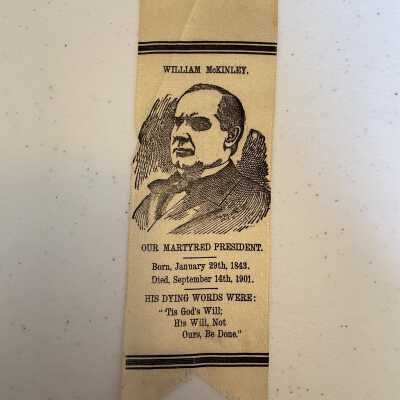 WILLIAM McKINLEY.
OUR MARTYRED PRESIDENT.
Born, January 29th, 1843.
Died, September 14th, 1901.
HIS DYING WORDS WERE:
"'Tis God's Will;
His Will, Not
Ours, Be Done."